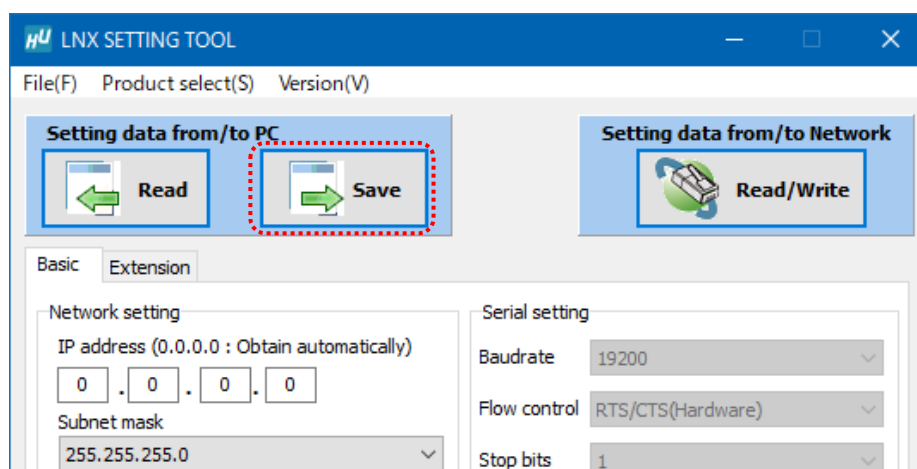 HU LNX SETTING TOOL
File(F) Product select(S) Version(V)
Setting data from/to PC
Read
Save
Setting data from/to Network
Read/Write
Basic
Extension
Network setting
IP address (0.0.0.0 : Obtain automatically)
0 . 0 . 0 . 0
Subnet mask
255.255.255.0
Serial setting
Baudrate 19200
Flow control RTS/CTS(Hardware)
Stop bits 1